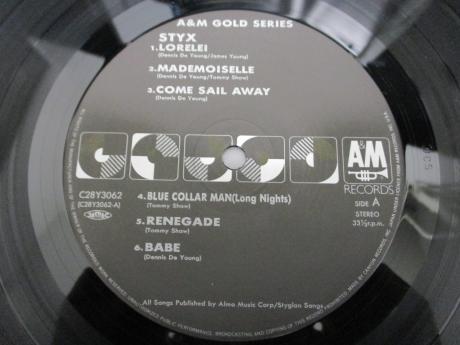 A&M GOLD SERIES
STYX
1.LORELEI
(Dennis De Young/James Young)
2.MADEMOISELLE
(Dennis De Young/Tommy Shaw)
3.COME SAIL AWAY
(Dennis De Young)
AM
RECORDS
C28Y3062
(C28Y3062-A)
SIDE A
STEREO
33⅓r.p.m.
4.BLUE COLLAR MAN(Long Nights)
(Tommy Shaw)
5.RENEGADE
(Tommy Shaw)
6.BABE
(Dennis De Young)
All Songs Published by Almo Music Corp/Stygian Songs